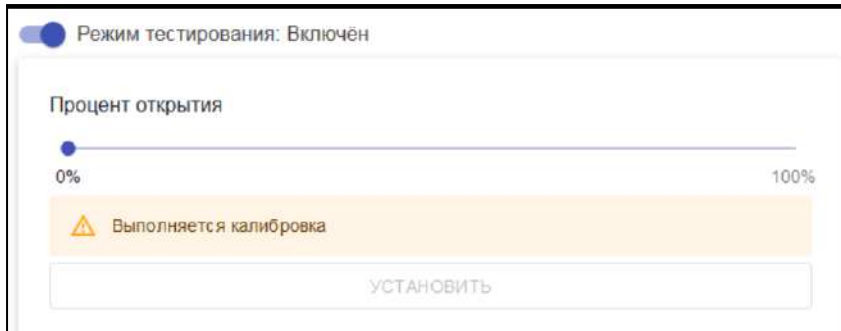 Режим тестирования: Включён
Процент открытия
0% 100%
Выполняется калибровка
УСТАНОВИТЬ